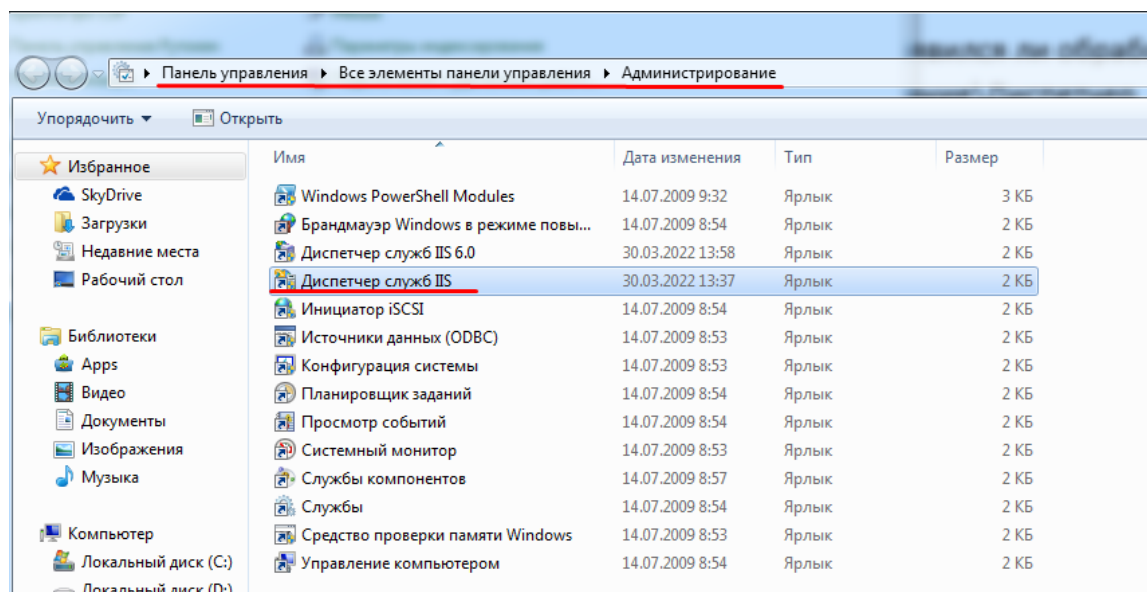 Панель управления ▸ Все элементы панели управления ▸ Администрирование
Упорядочить ▼ Открыть
Имя Дата изменения Тип Размер
Избранное
SkyDrive
Загрузки
Недавние места
Рабочий стол
Библиотеки
Apps
Видео
Документы
Изображения
Музыка
Компьютер
Локальный диск (C:)
Локальный диск (D:)
Windows PowerShell Modules 14.07.2009 9:32 Ярлык 3 КБ
Брандмауэр Windows в режиме повы... 14.07.2009 8:54 Ярлык 2 КБ
Диспетчер служб IIS 6.0 30.03.2022 13:58 Ярлык 2 КБ
Диспетчер служб IIS 30.03.2022 13:37 Ярлык 2 КБ
Инициатор iSCSI 14.07.2009 8:54 Ярлык 2 КБ
Источники данных (ODBC) 14.07.2009 8:53 Ярлык 2 КБ
Конфигурация системы 14.07.2009 8:53 Ярлык 2 КБ
Планировщик заданий 14.07.2009 8:54 Ярлык 2 КБ
Просмотр событий 14.07.2009 8:54 Ярлык 2 КБ
Системный монитор 14.07.2009 8:53 Ярлык 2 КБ
Службы компонентов 14.07.2009 8:57 Ярлык 2 КБ
Службы 14.07.2009 8:54 Ярлык 2 КБ
Средство проверки памяти Windows 14.07.2009 8:53 Ярлык 2 КБ
Управление компьютером 14.07.2009 8:54 Ярлык 2 КБ